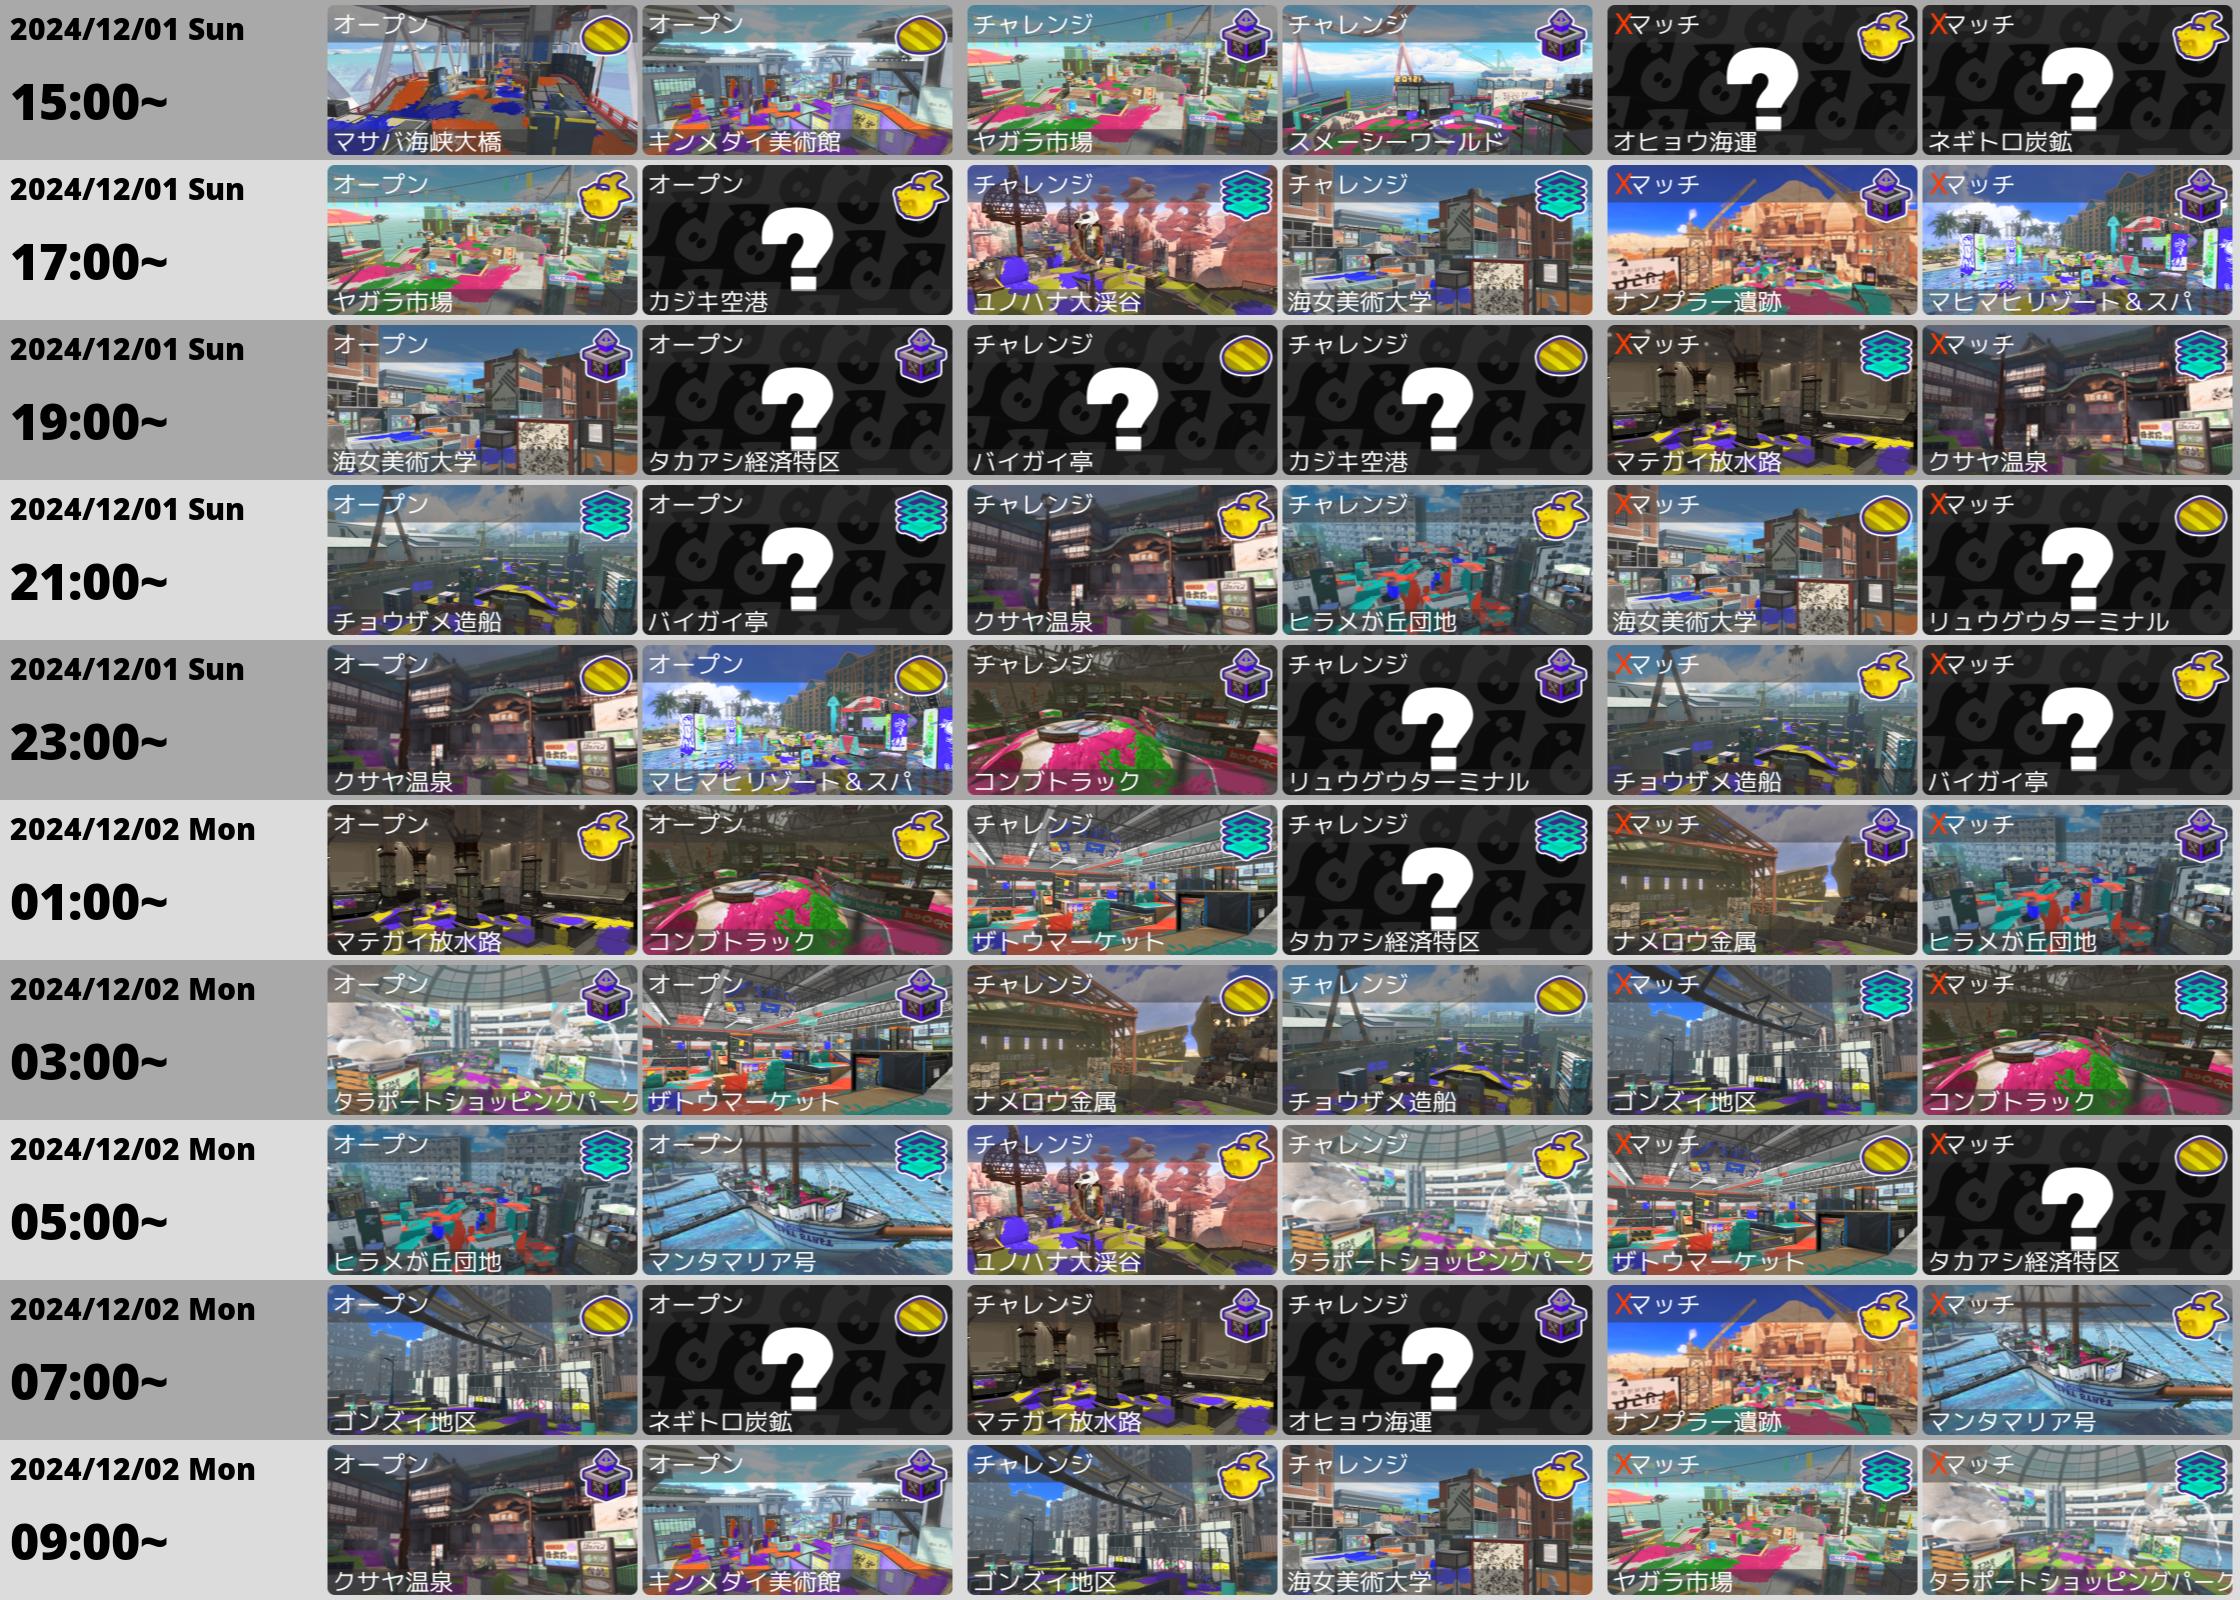 2024/12/01 Sun
15:00~
オープン
マサバ海峡大橋
オープン
キンメダイ美術館
チャレンジ
ヤガラ市場
チャレンジ
スメーシーワールド
Xマッチ
オヒョウ海運
Xマッチ
ネギトロ炭鉱
2024/12/01 Sun
17:00~
オープン
ヤガラ市場
オープン
カジキ空港
チャレンジ
ユノハナ大渓谷
チャレンジ
海女美術大学
Xマッチ
ナンプラー遺跡
Xマッチ
マヒマヒリゾート&スパ
2024/12/01 Sun
19:00~
オープン
海女美術大学
オープン
タカアシ経済特区
チャレンジ
バイガイ亭
チャレンジ
カジキ空港
Xマッチ
マテガイ放水路
Xマッチ
クサヤ温泉
2024/12/01 Sun
21:00~
オープン
チョウザメ造船
オープン
バイガイ亭
チャレンジ
クサヤ温泉
チャレンジ
ヒラメが丘団地
Xマッチ
海女美術大学
Xマッチ
リュウグウターミナル
2024/12/01 Sun
23:00~
オープン
クサヤ温泉
オープン
マヒマヒリゾート&スパ
チャレンジ
コンブトラック
チャレンジ
リュウグウターミナル
Xマッチ
チョウザメ造船
Xマッチ
バイガイ亭
2024/12/02 Mon
01:00~
オープン
マテガイ放水路
オープン
コンブトラック
チャレンジ
ザトウマーケット
チャレンジ
タカアシ経済特区
Xマッチ
ナメロウ金属
Xマッチ
ヒラメが丘団地
2024/12/02 Mon
03:00~
オープン
タラポートショッピングパーク
オープン
ザトウマーケット
チャレンジ
ナメロウ金属
チャレンジ
チョウザメ造船
Xマッチ
ゴンズイ地区
Xマッチ
コンブトラック
2024/12/02 Mon
05:00~
オープン
ヒラメが丘団地
オープン
マンタマリア号
チャレンジ
ユノハナ大渓谷
チャレンジ
タラポートショッピングパーク
Xマッチ
ザトウマーケット
Xマッチ
タカアシ経済特区
2024/12/02 Mon
07:00~
オープン
ゴンズイ地区
オープン
ネギトロ炭鉱
チャレンジ
マテガイ放水路
チャレンジ
オヒョウ海運
Xマッチ
ナンプラー遺跡
Xマッチ
マンタマリア号
2024/12/02 Mon
09:00~
オープン
クサヤ温泉
オープン
キンメダイ美術館
チャレンジ
ゴンズイ地区
チャレンジ
海女美術大学
Xマッチ
ヤガラ市場
Xマッチ
タラポートショッピングパーク